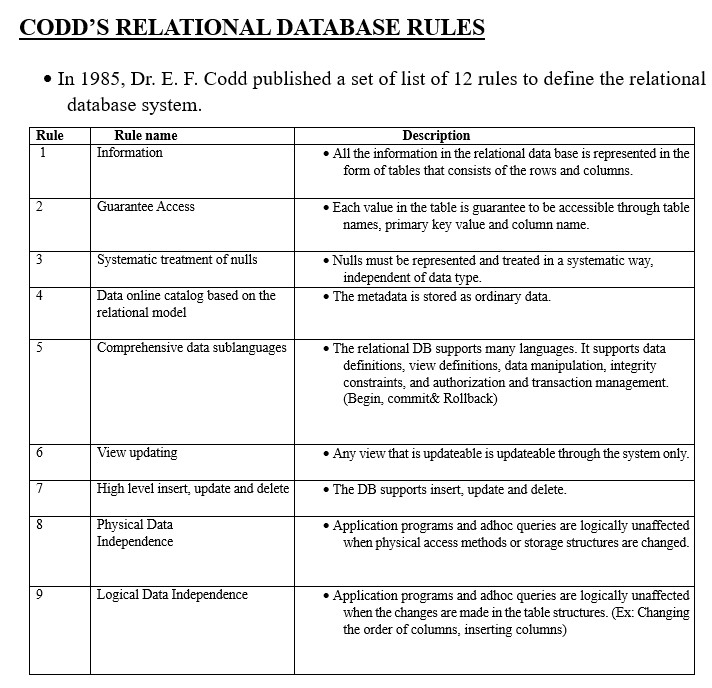 CODD'S RELATIONAL DATABASE RULES
• In 1985, Dr. E. F. Codd published a set of list of 12 rules to define the relational
database system.
Rule Rule name Description
1 Information • All the information in the relational data base is represented in the
form of tables that consists of the rows and columns.
2 Guarantee Access • Each value in the table is guarantee to be accessible through table
names, primary key value and column name.
3 Systematic treatment of nulls • Nulls must be represented and treated in a systematic way,
independent of data type.
4 Data online catalog based on the • The metadata is stored as ordinary data.
relational model
5 Comprehensive data sublanguages • The relational DB supports many languages. It supports data
definitions, view definitions, data manipulation, integrity
constraints, and authorization and transaction management.
(Begin, commit& Rollback)
6 View updating • Any view that is updateable is updateable through the system only.
7 High level insert, update and delete • The DB supports insert, update and delete.
8 Physical Data • Application programs and adhoc queries are logically unaffected
Independence when physical access methods or storage structures are changed.
9 Logical Data Independence • Application programs and adhoc queries are logically unaffected
when the changes are made in the table structures. (Ex: Changing
the order of columns, inserting columns)